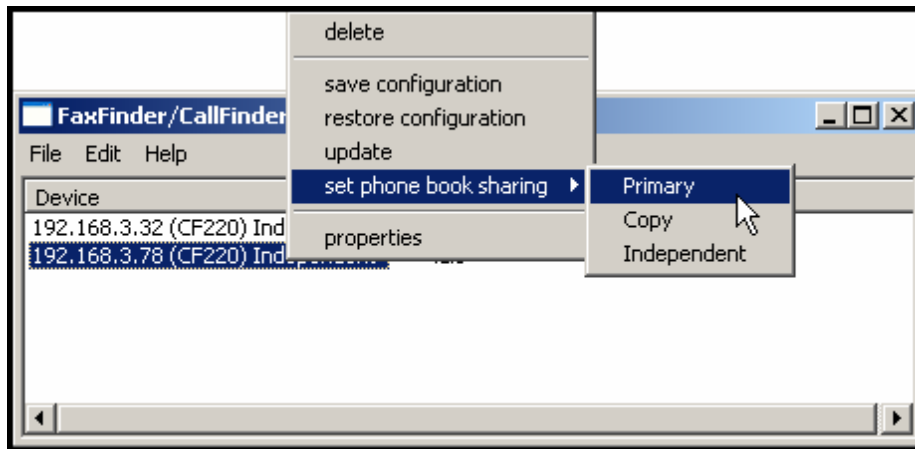 delete
save configuration
restore configuration
update
set phone book sharing
properties
Primary
Copy
Independent
FaxFinder/CallFinder
File Edit Help
Device
192.168.3.32 (CF220) Ind
192.168.3.78 (CF220)